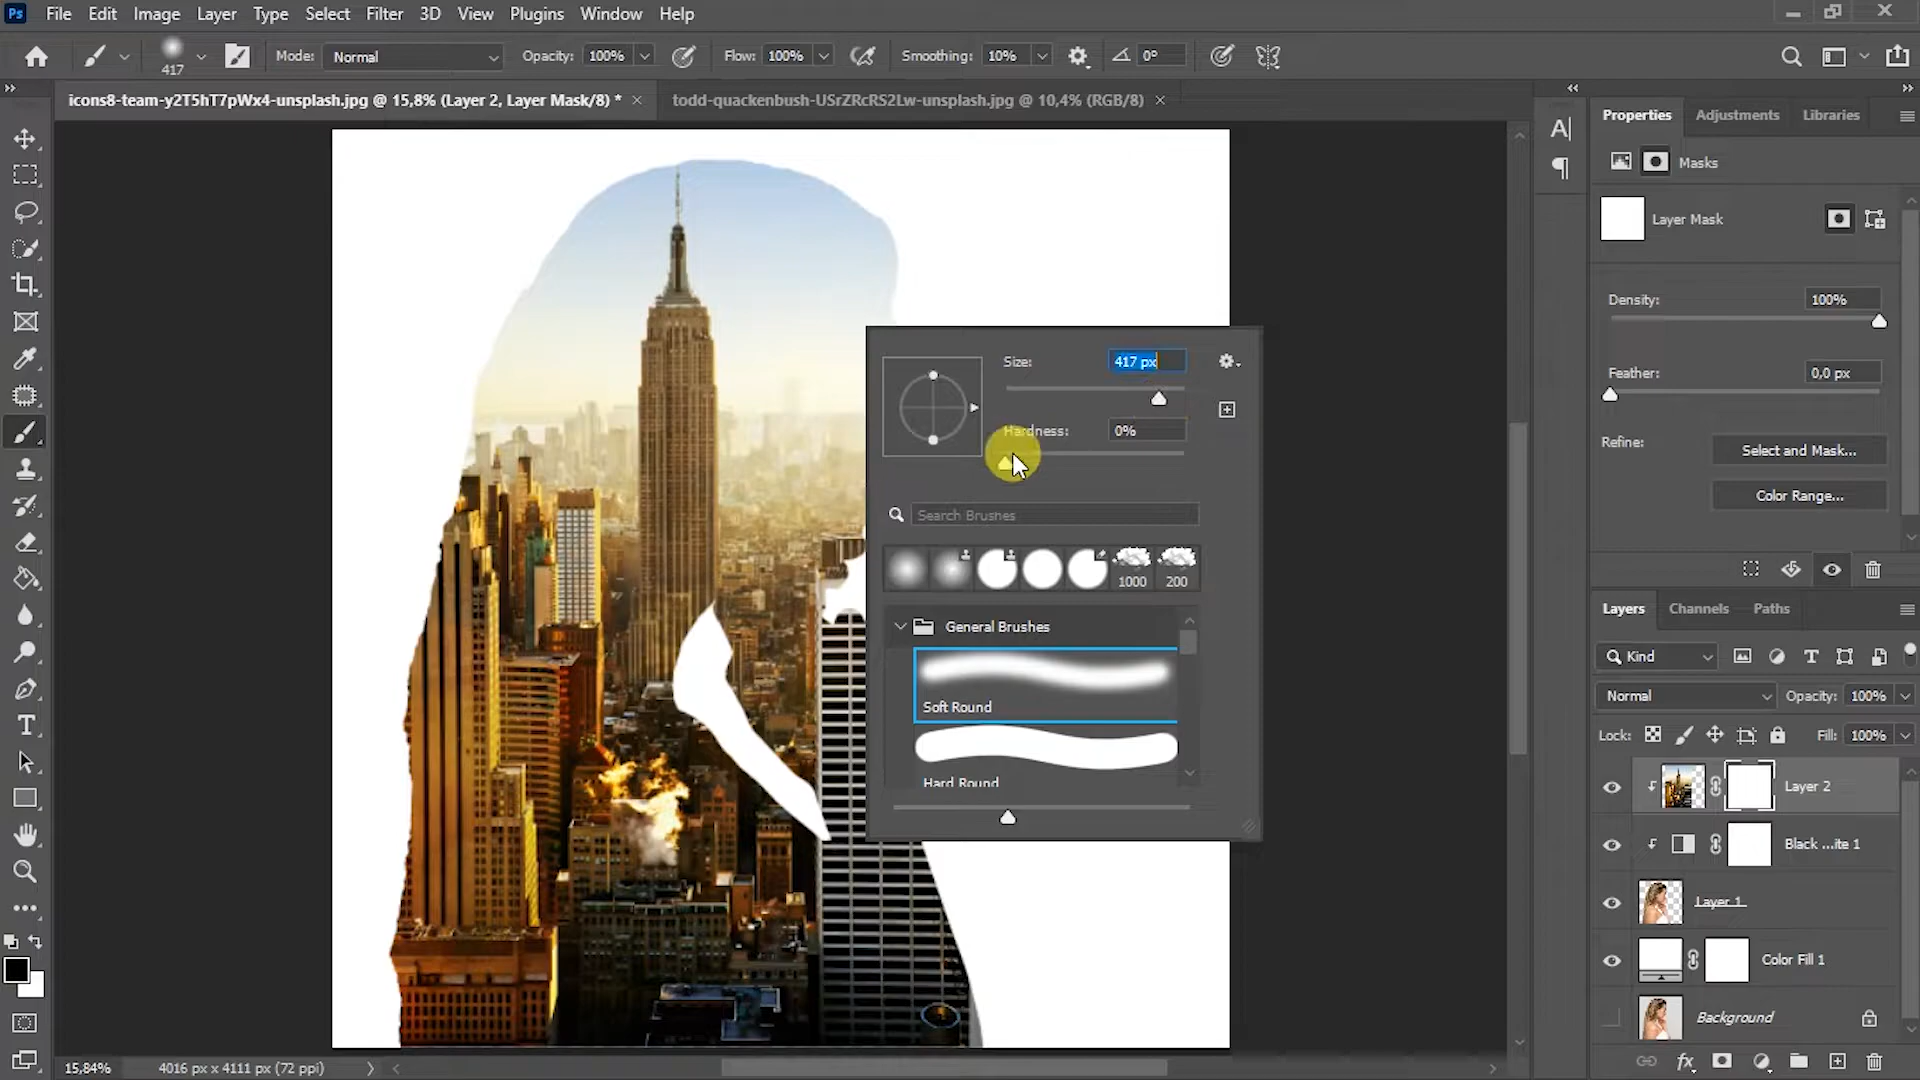 Ps File Edit Image Layer Type Select Filter 3D View Plugins Window Help
417 Mode: Normal Opacity: 100% Flow: 100% Smoothing: 10% 0°
icons8-team-y2T5hT7pWx4-unsplash.jpg @ 15,8% (Layer 2, Layer Mask/8) *
todd-quackenbush-USrZRcRS2Lw-unsplash.jpg @ 10,4% (RGB/8)
Properties Adjustments Libraries
Masks
Layer Mask
Density: 100%
Feather: 0,0 px
Refine: Select and Mask...
Color Range...
Size: 417 px
Hardness: 0%
Search Brushes
1000 200
General Brushes
Soft Round
Hard Round
Layers Channels Paths
Kind
Normal Opacity: 100%
Lock: Fill: 100%
Layer 2
Black ...ite 1
Layer 1
Color Fill 1
Background
15,84% 4016 px x 4111 px (72 ppi)